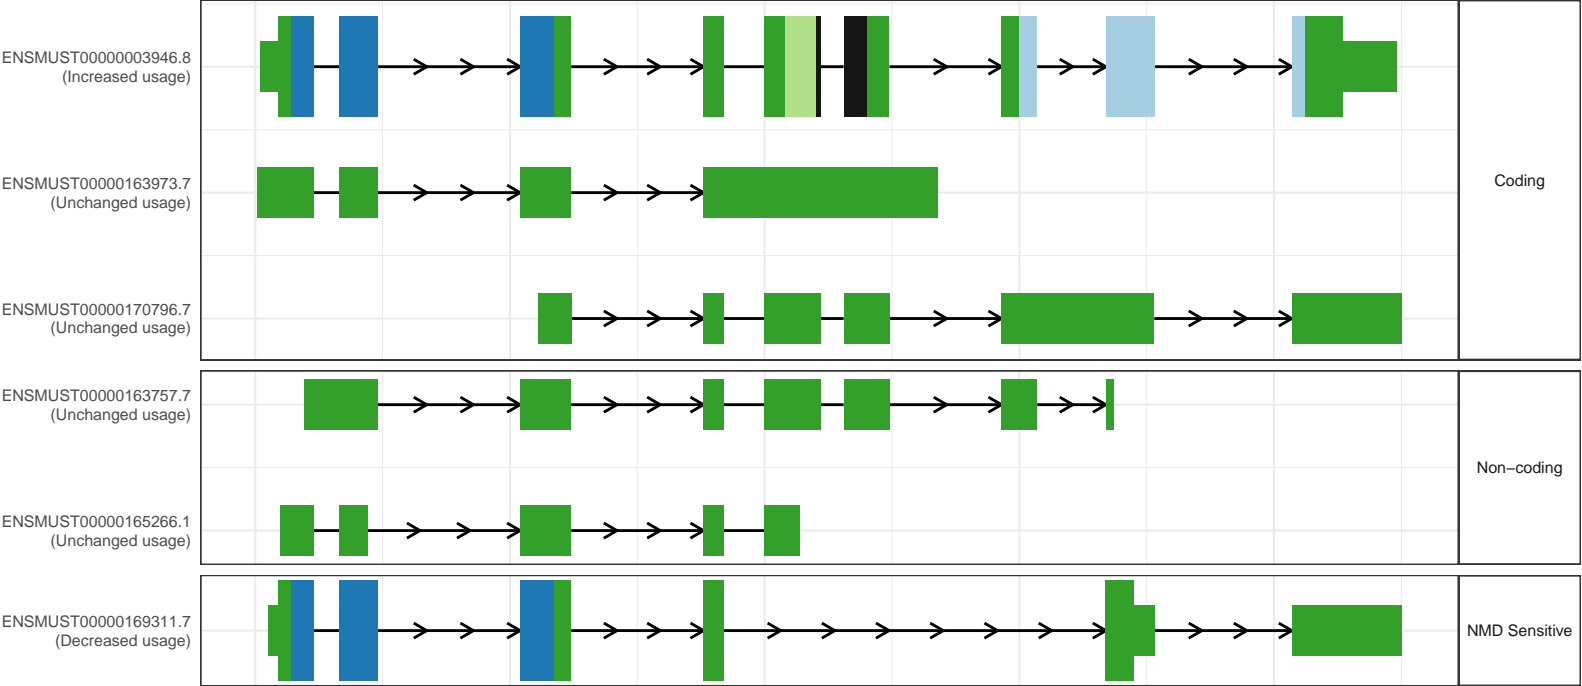 ENSMUST00000003946.8
(Increased usage)
ENSMUST00000163973.7
(Unchanged usage)
ENSMUST00000170796.7
(Unchanged usage)
Coding
ENSMUST00000163757.7
(Unchanged usage)
ENSMUST00000165266.1
(Unchanged usage)
Non−coding
ENSMUST00000169311.7
(Decreased usage)
NMD Sensitive